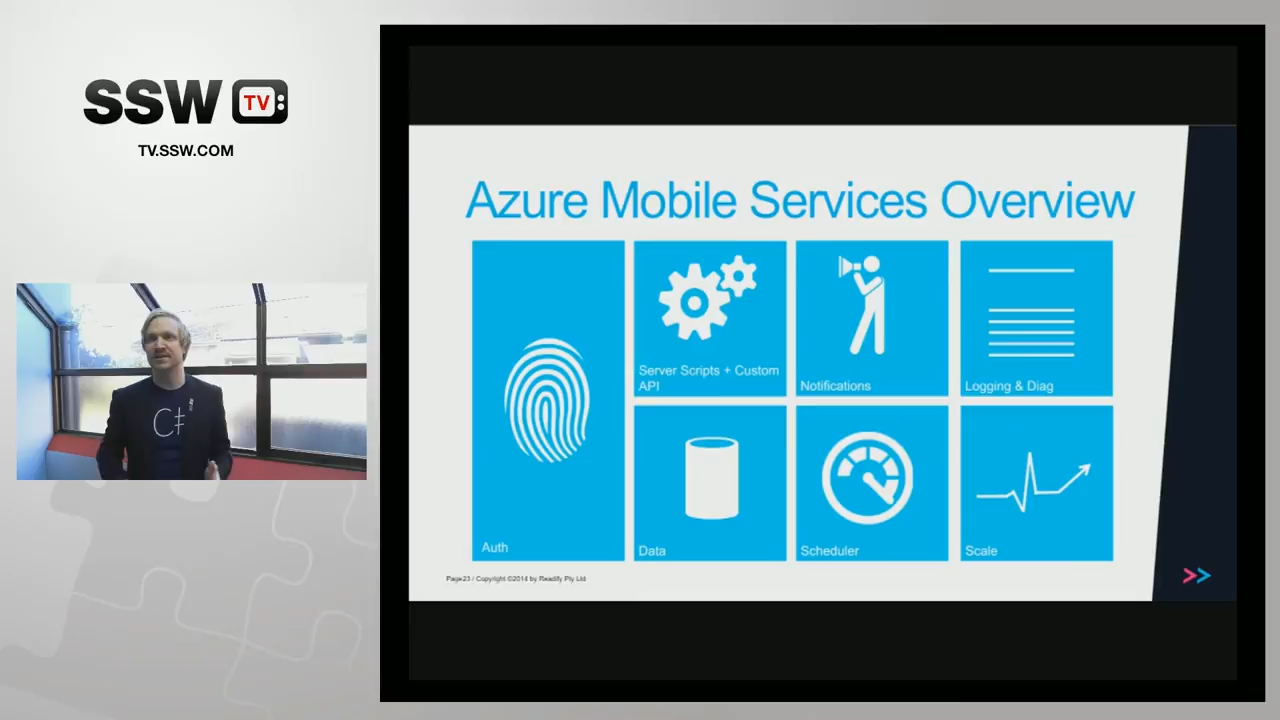 SSW TV
TV.SSW.COM
C#
Azure Mobile Services Overview
Auth
Server Scripts + Custom
API
Notifications
Logging & Diag
Data
Scheduler
Scale
Page23 / Copyright ©2014 by Readify Pty Ltd